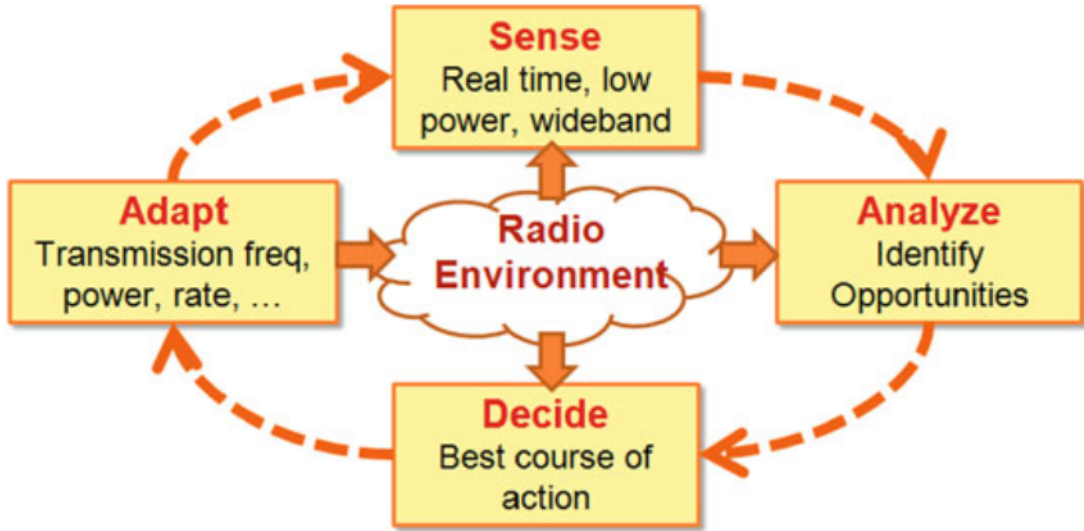 Sense
Real time, low
power, wideband
Adapt
Transmission freq,
power, rate, ...
Radio
Environment
Analyze
Identify
Opportunities
Decide
Best course of
action